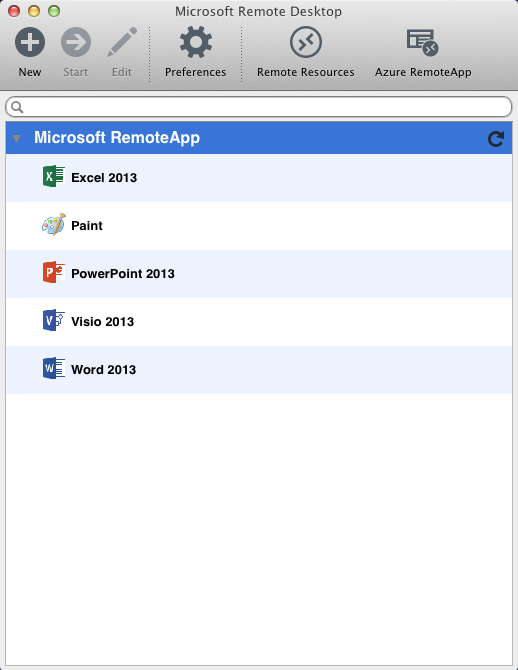 Microsoft Remote Desktop
New Start Edit Preferences Remote Resources Azure RemoteApp
Microsoft RemoteApp
Excel 2013
Paint
PowerPoint 2013
Visio 2013
Word 2013